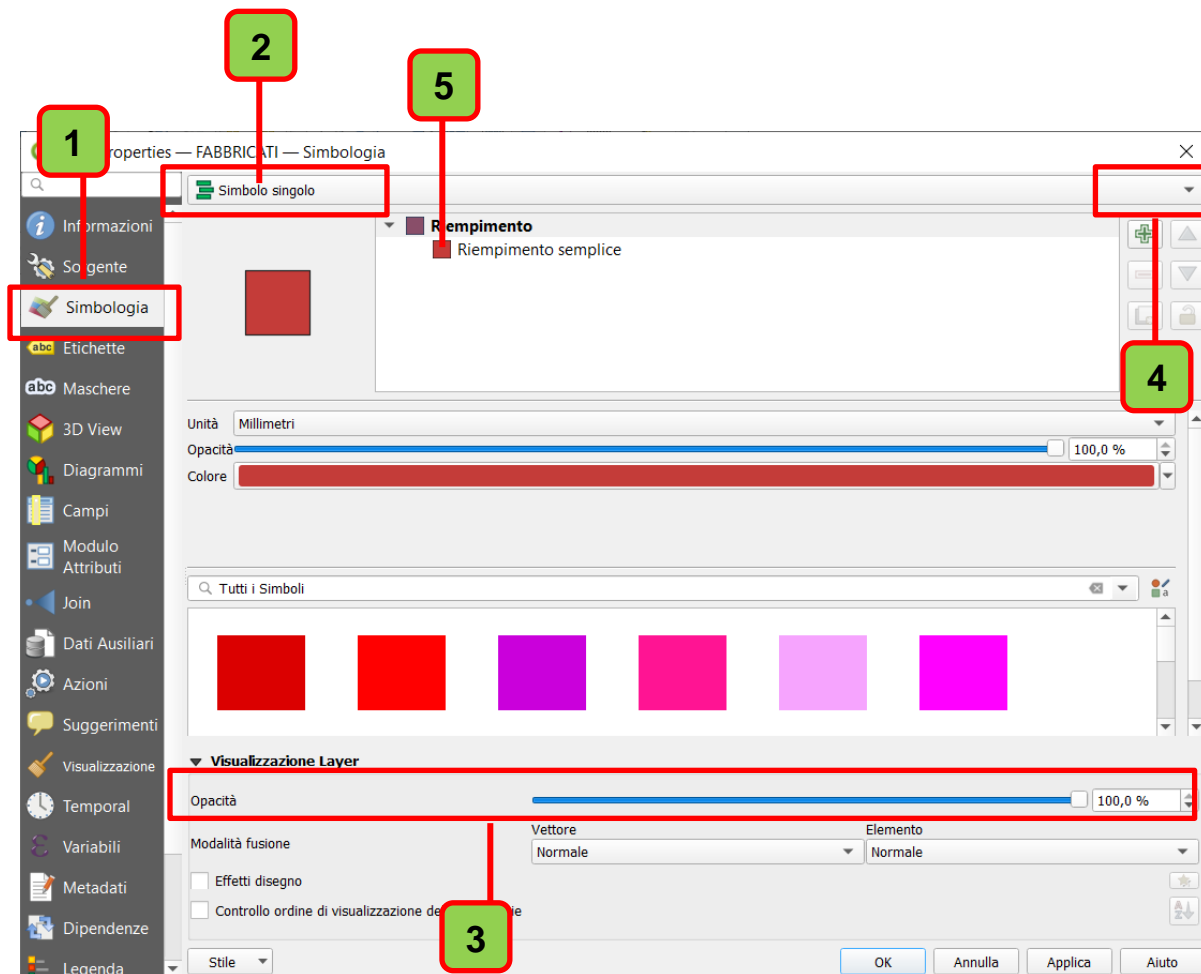 2
5
1
roperties — FABBRICATI — Simbologia
Simbolo singolo
Informazioni
Sorgente
Simbologia
Etichette
Maschere
3D View
Diagrammi
Campi
Modulo
Attributi
Join
Dati Ausiliari
Azioni
Suggerimenti
Visualizzazione
Temporal
Variabili
Metadati
Dipendenze
Legenda
Riempimento
Riempimento semplice
4
Unità Millimetri
Opacità 100,0 %
Colore
Tutti i Simboli
Visualizzazione Layer
Opacità 100,0 %
Vettore Elemento
Modalità fusione Normale Normale
Effetti disegno
Controllo ordine di visualizzazione de ie
3
Stile OK Annulla Applica Aiuto